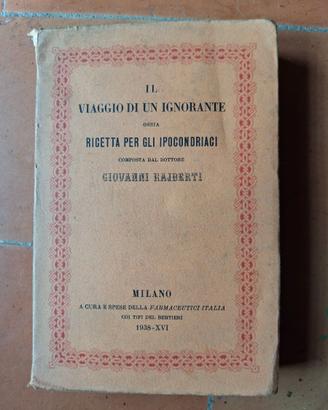 IL
VIAGGIO DI UN IGNORANTE
OSSIA
RICETTA PER GLI IPOCONDRIACI
COMPOSTA DAL DOTTORE
GIOVANNI RAJBERTI
MILANO
A CURA E SPESE DELLA FARMACEUTICI ITALIA
COI TIPI DEL BERTIERI
1938-XVI